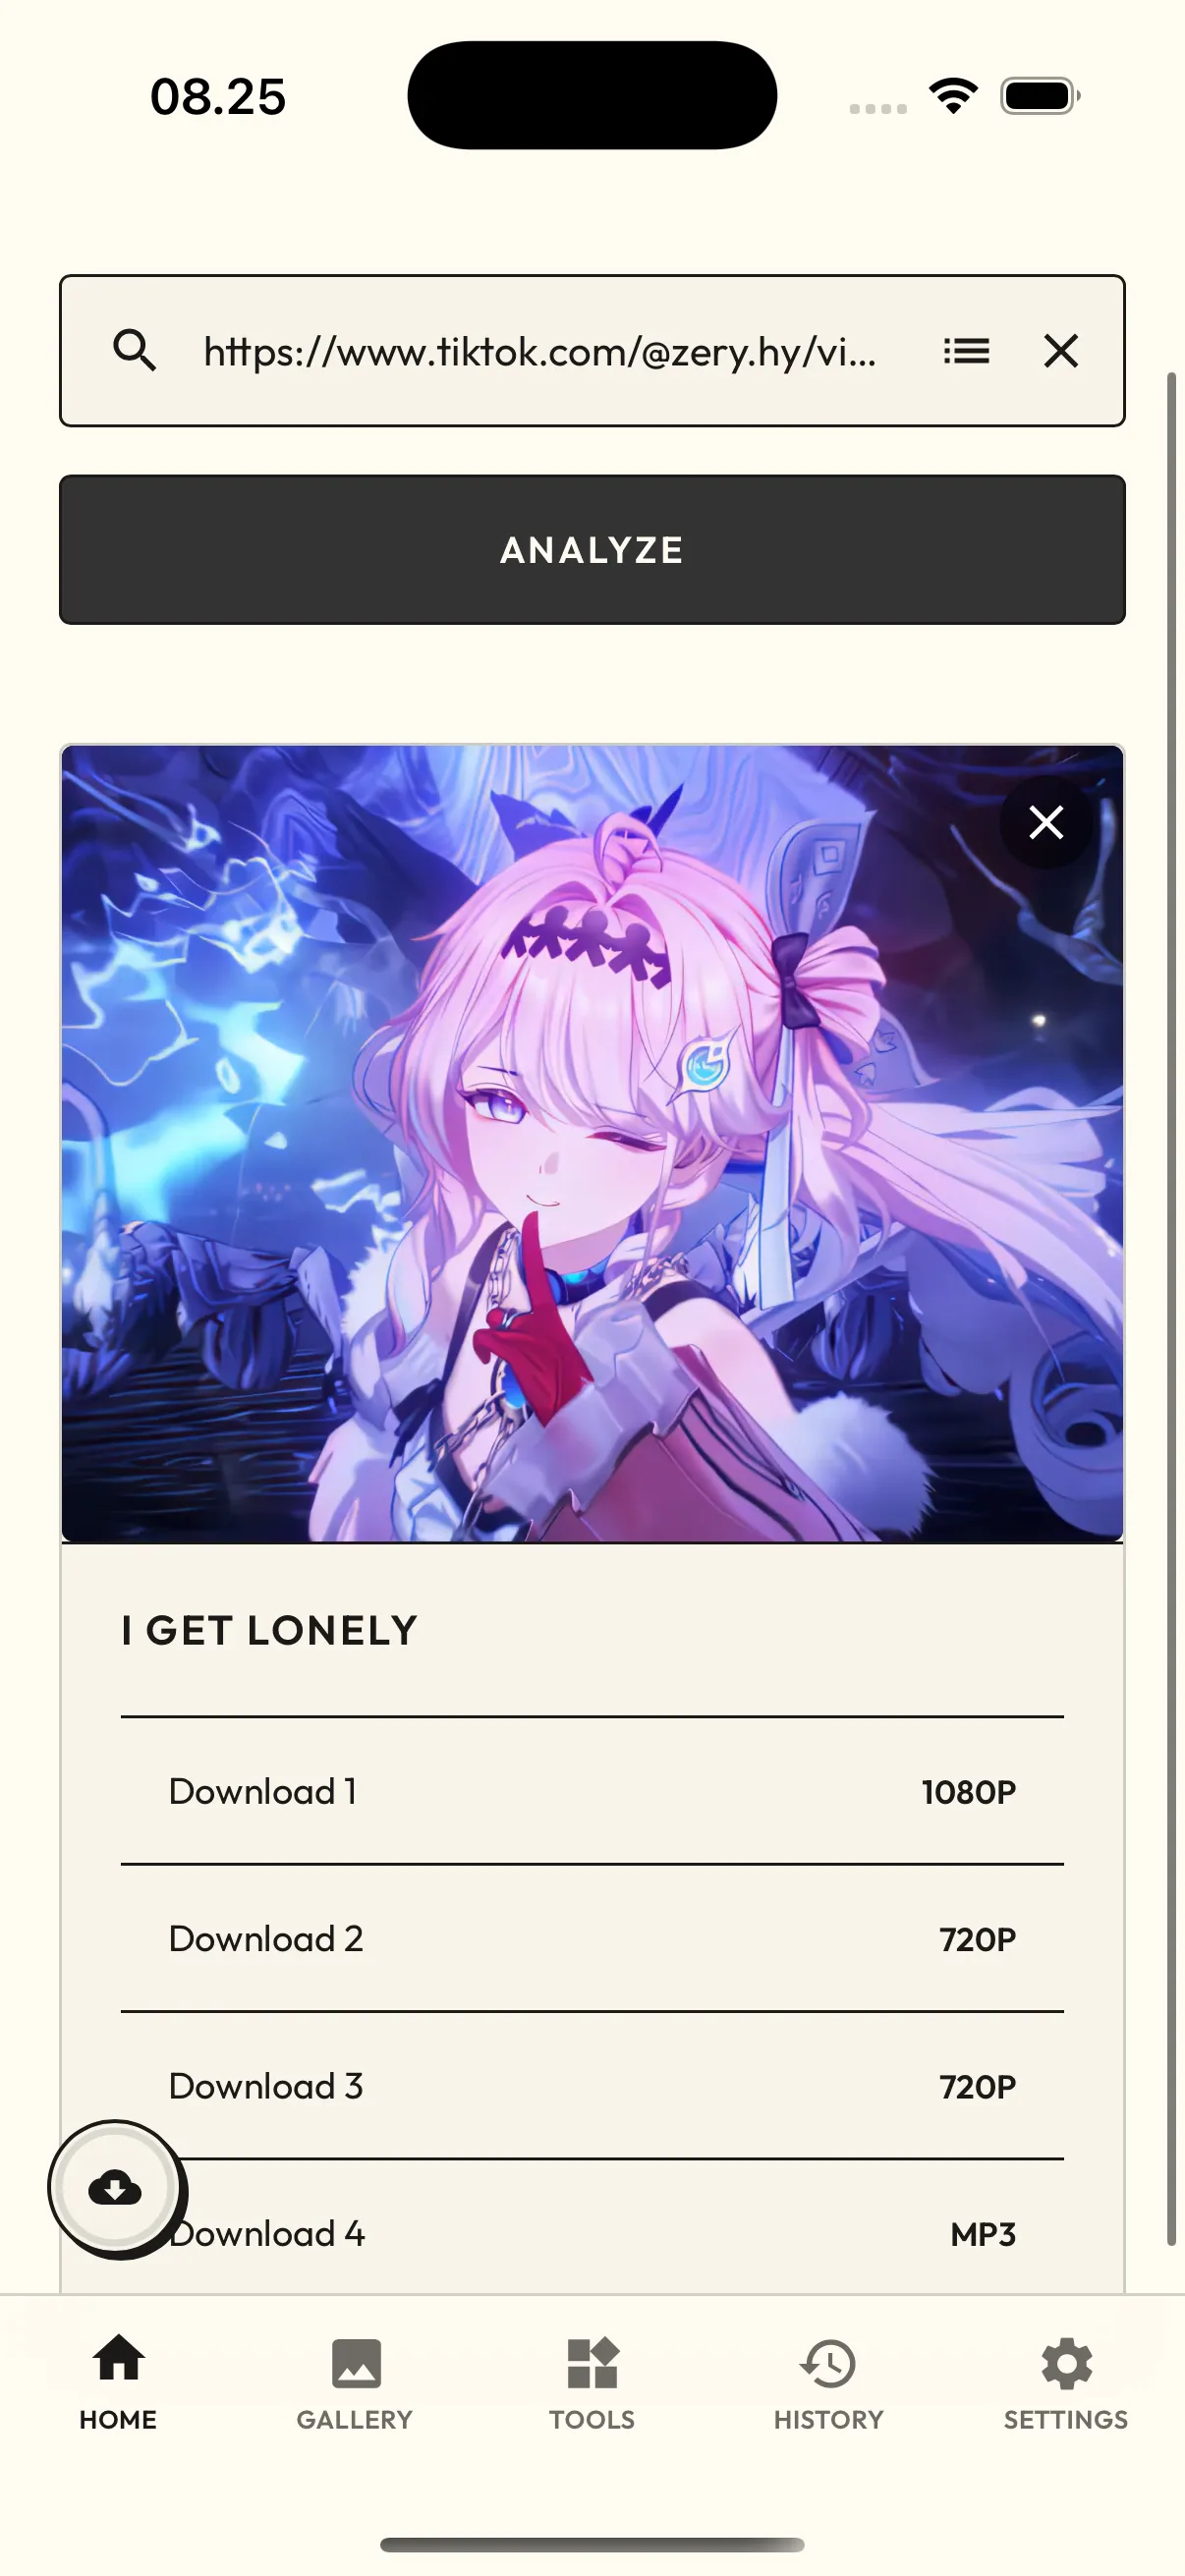 08.25
https://www.tiktok.com/@zery.hy/vi...
ANALYZE
I GET LONELY
Download 1 1080P
Download 2 720P
Download 3 720P
Download 4 MP3
HOME GALLERY TOOLS HISTORY SETTINGS